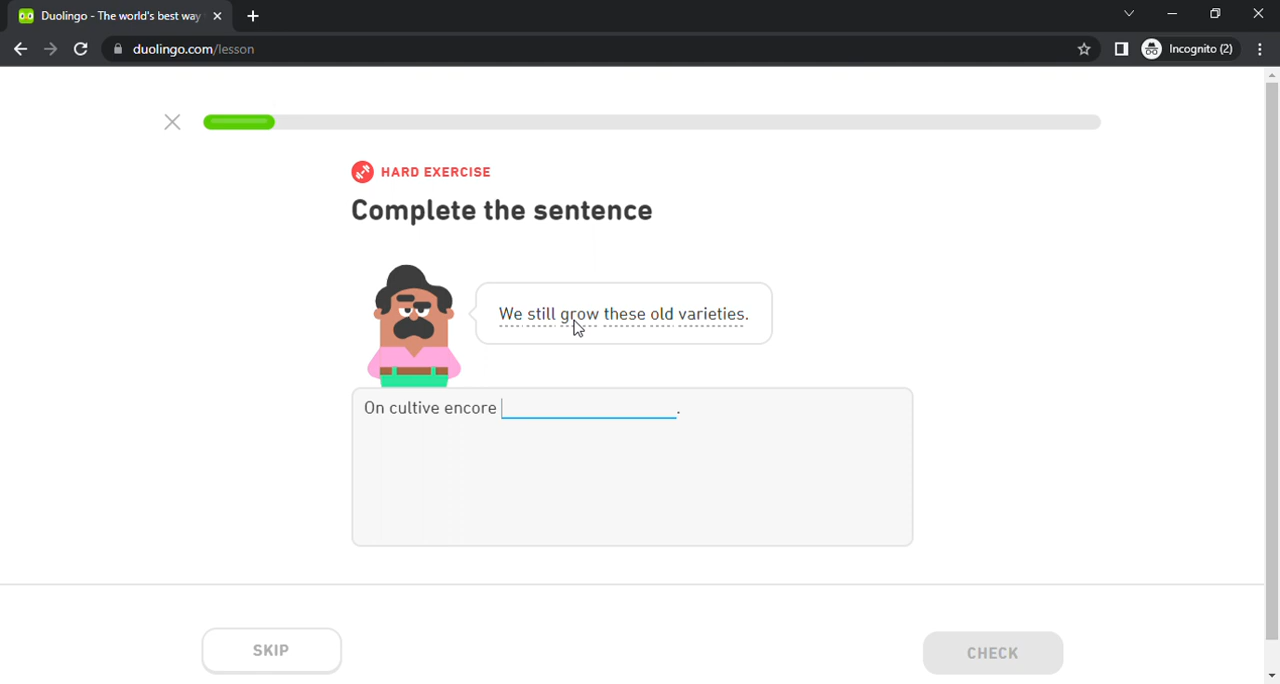 Duolingo - The world's best way
duolingo.com/lesson
Incognito (2)
HARD EXERCISE
Complete the sentence
We still grow these old varieties.
On cultive encore .
SKIP
CHECK